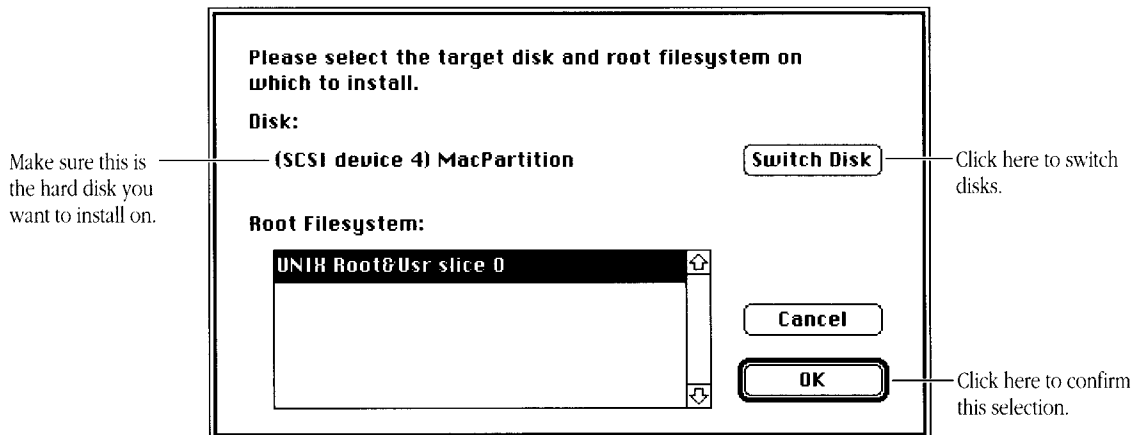 Please select the target disk and root filesystem on
which to install.
Disk:
Make sure this is
the hard disk you
want to install on.
(SCSI device 4) MacPartition
Switch Disk
Click here to switch
disks.
Root Filesystem:
UNIX Root&Usr slice 0
Cancel
OK
Click here to confirm
this selection.